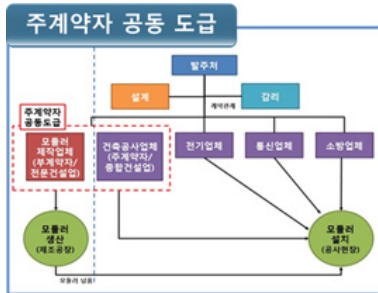 주계약자 공동 도급
발주처
설계
감리
계약관계
주계약자
공동도급
모듈러
제작업체
(부계약자/
전문건설업)
건축공사업체
(주계약자/
종합건설업)
전기업체
통신업체
소방업체
모듈러
생산
(제조공장)
모듈러
설치
(공사현장)
모듈러 납품